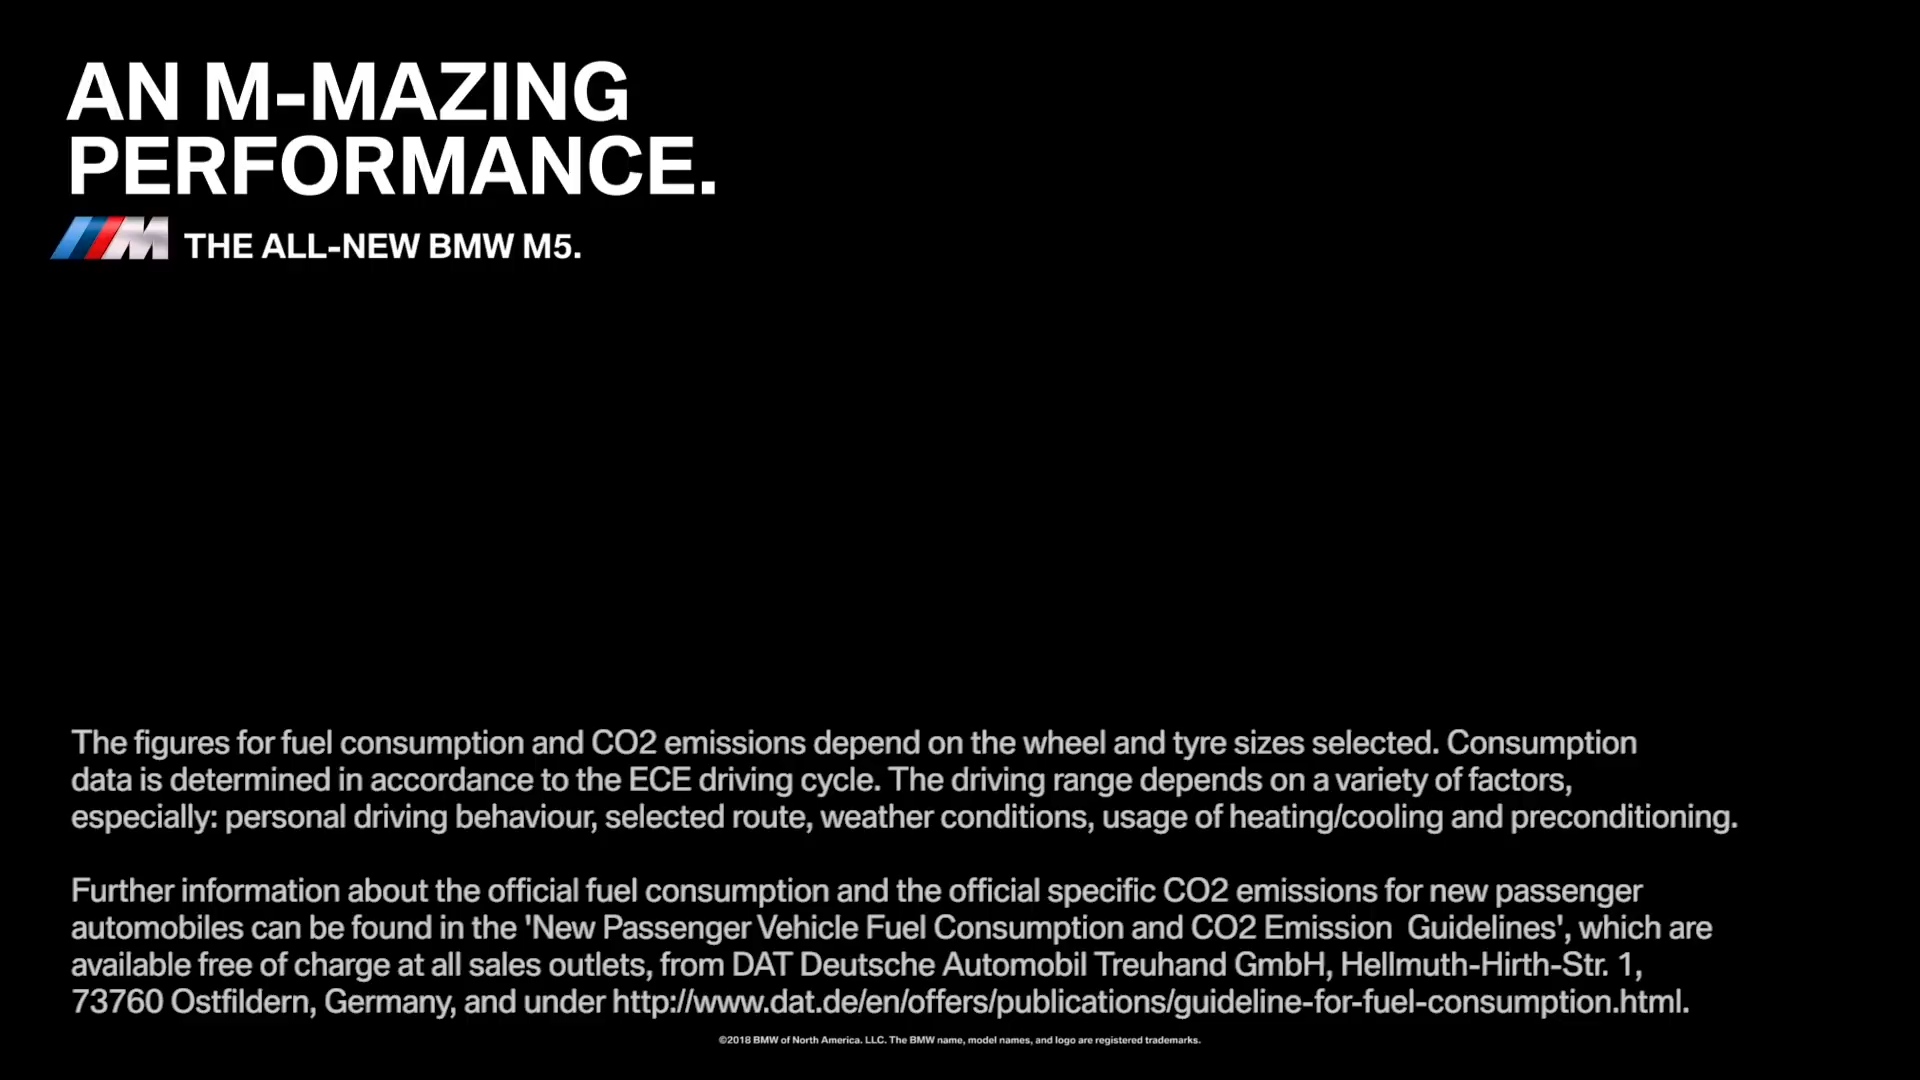 AN M-MAZING
PERFORMANCE.
M THE ALL-NEW BMW M5.
The figures for fuel consumption and CO2 emissions depend on the wheel and tyre sizes selected. Consumption
data is determined in accordance to the ECE driving cycle. The driving range depends on a variety of factors,
especially: personal driving behaviour, selected route, weather conditions, usage of heating/cooling and preconditioning.
Further information about the official fuel consumption and the official specific CO2 emissions for new passenger
automobiles can be found in the 'New Passenger Vehicle Fuel Consumption and CO2 Emission  Guidelines', which are
available free of charge at all sales outlets, from DAT Deutsche Automobil Treuhand GmbH, Hellmuth-Hirth-Str. 1,
73760 Ostfildern, Germany, and under http://www.dat.de/en/offers/publications/guideline-for-fuel-consumption.html.
©2018 BMW of North America. LLC. The BMW name, model names, and logo are registered trademarks.